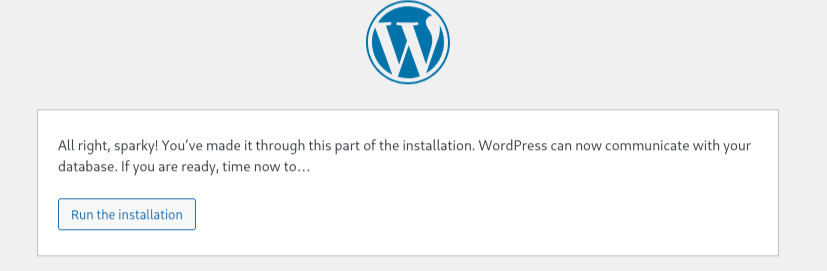 All right, sparky! You’ve made it through this part of the installation. WordPress can now communicate with your
database. If you are ready, time now to…
Run the installation